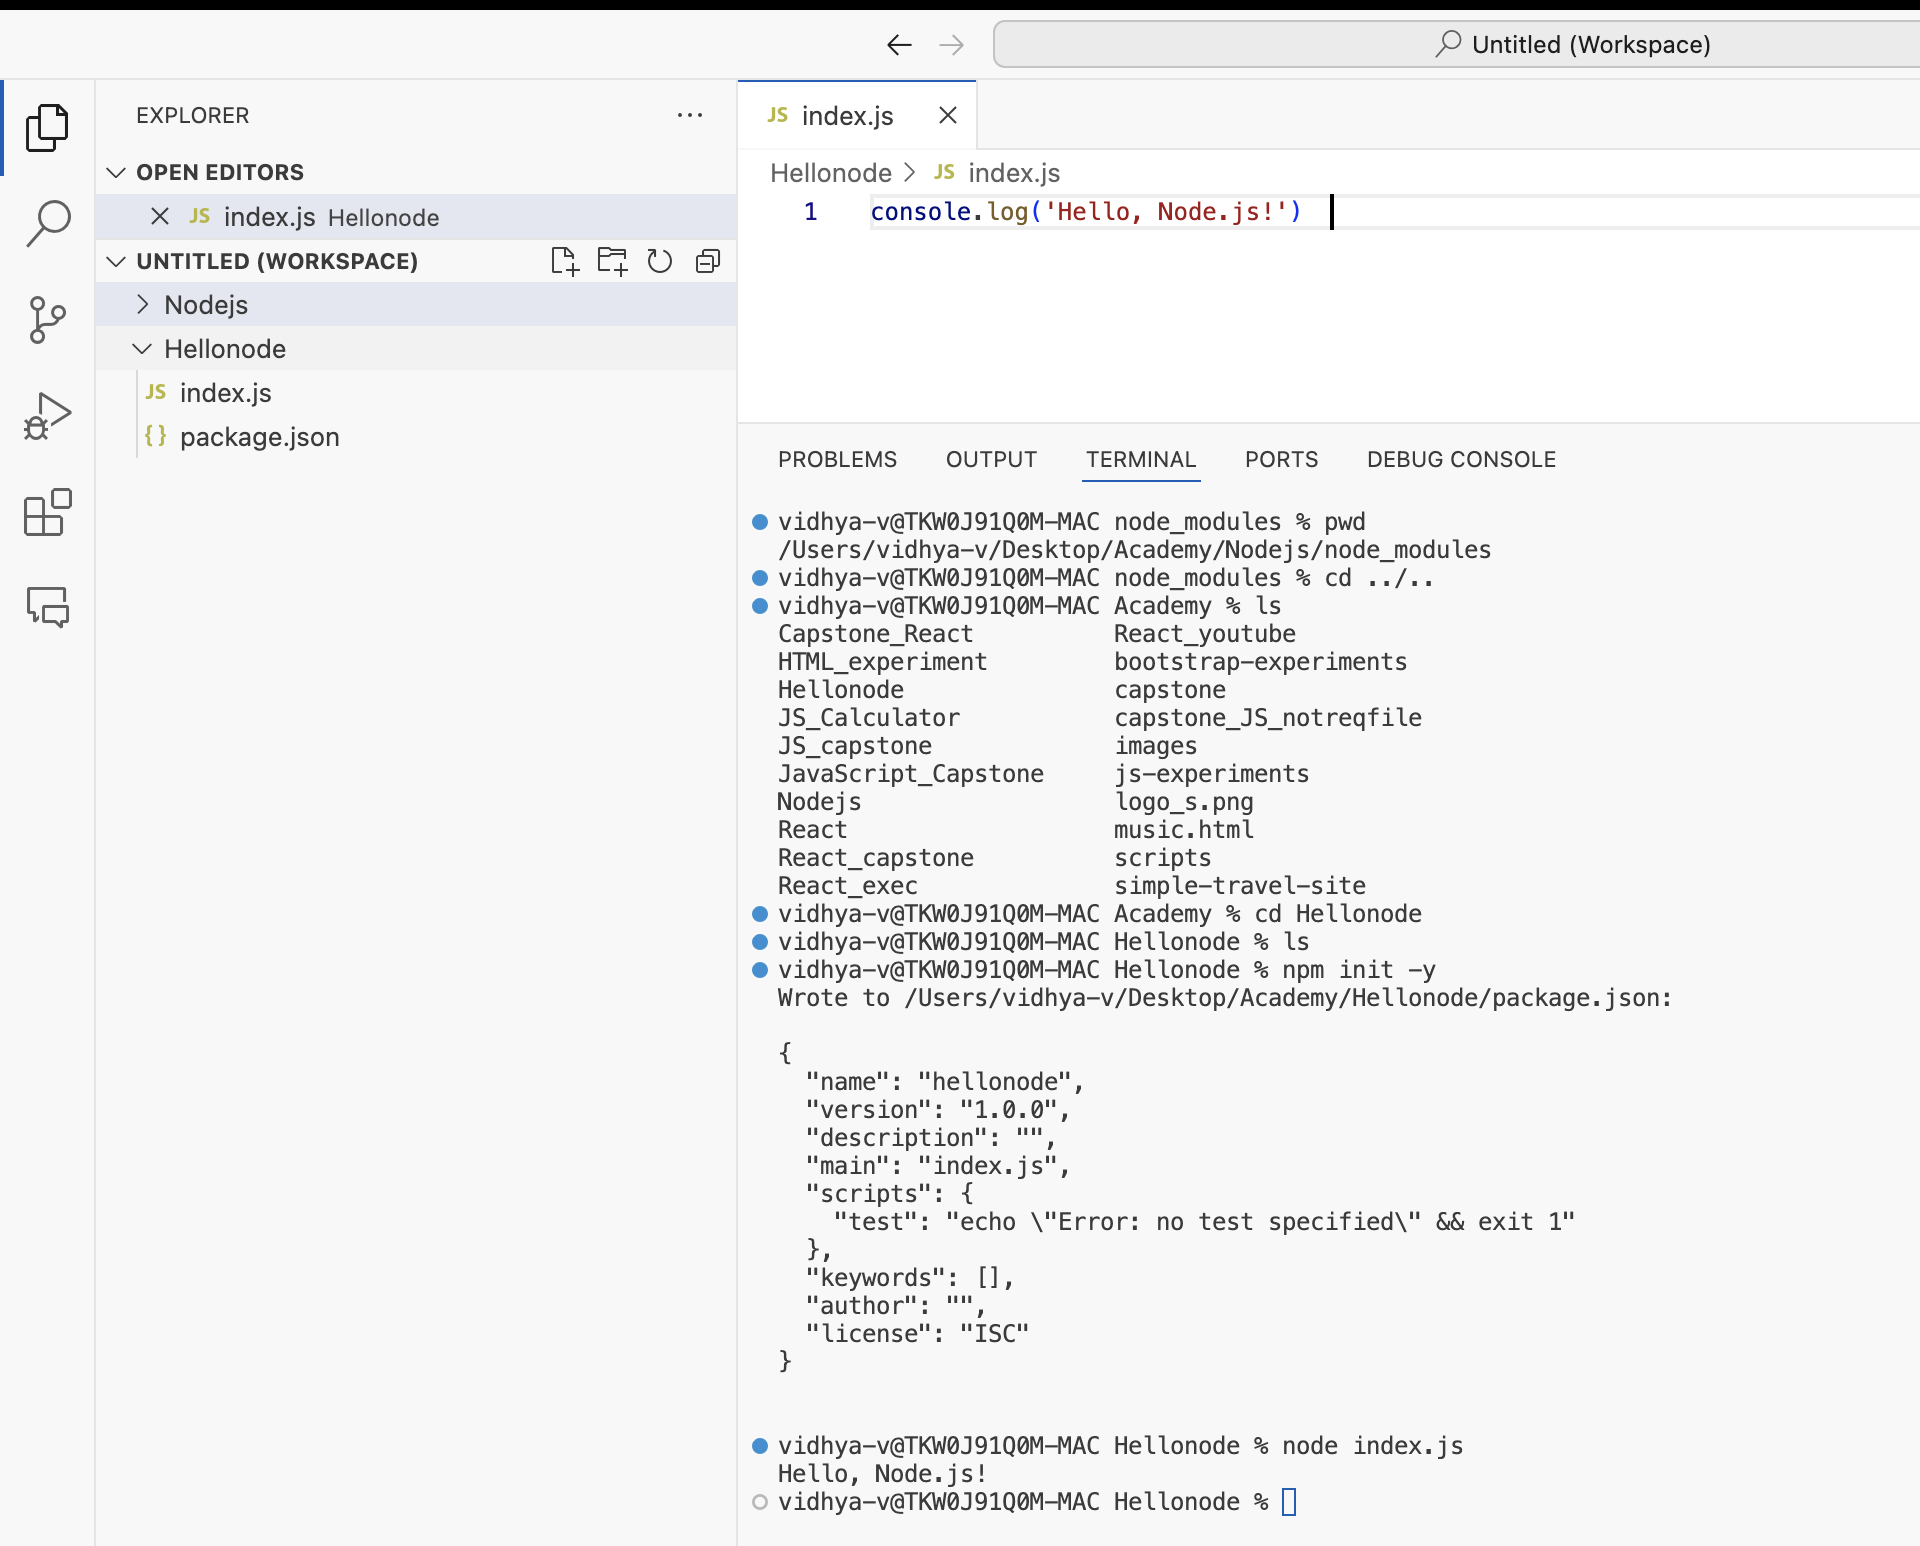 Untitled (Workspace)
EXPLORER
OPEN EDITORS
JS index.js Hellonode
UNTITLED (WORKSPACE)
Nodejs
Hellonode
JS index.js
{} package.json
JS index.js
Hellonode > JS index.js
1 console.log('Hello, Node.js!')
PROBLEMS OUTPUT TERMINAL PORTS DEBUG CONSOLE
vidhya-v@TKW0J91Q0M-MAC node_modules % pwd
/Users/vidhya-v/Desktop/Academy/Nodejs/node_modules
vidhya-v@TKW0J91Q0M-MAC node_modules % cd ../..
vidhya-v@TKW0J91Q0M-MAC Academy % ls
Capstone_React React_youtube
HTML_experiment bootstrap-experiments
Hellonode capstone
JS_Calculator capstone_JS_notreqfile
JS_capstone images
JavaScript_Capstone js-experiments
Nodejs logo_s.png
React music.html
React_capstone scripts
React_exec simple-travel-site
vidhya-v@TKW0J91Q0M-MAC Academy % cd Hellonode
vidhya-v@TKW0J91Q0M-MAC Hellonode % ls
vidhya-v@TKW0J91Q0M-MAC Hellonode % npm init -y
Wrote to /Users/vidhya-v/Desktop/Academy/Hellonode/package.json:
{
"name": "hellonode",
"version": "1.0.0",
"description": "",
"main": "index.js",
"scripts": {
"test": "echo \"Error: no test specified\" && exit 1"
},
"keywords": [],
"author": "",
"license": "ISC"
}
vidhya-v@TKW0J91Q0M-MAC Hellonode % node index.js
Hello, Node.js!
vidhya-v@TKW0J91Q0M-MAC Hellonode %